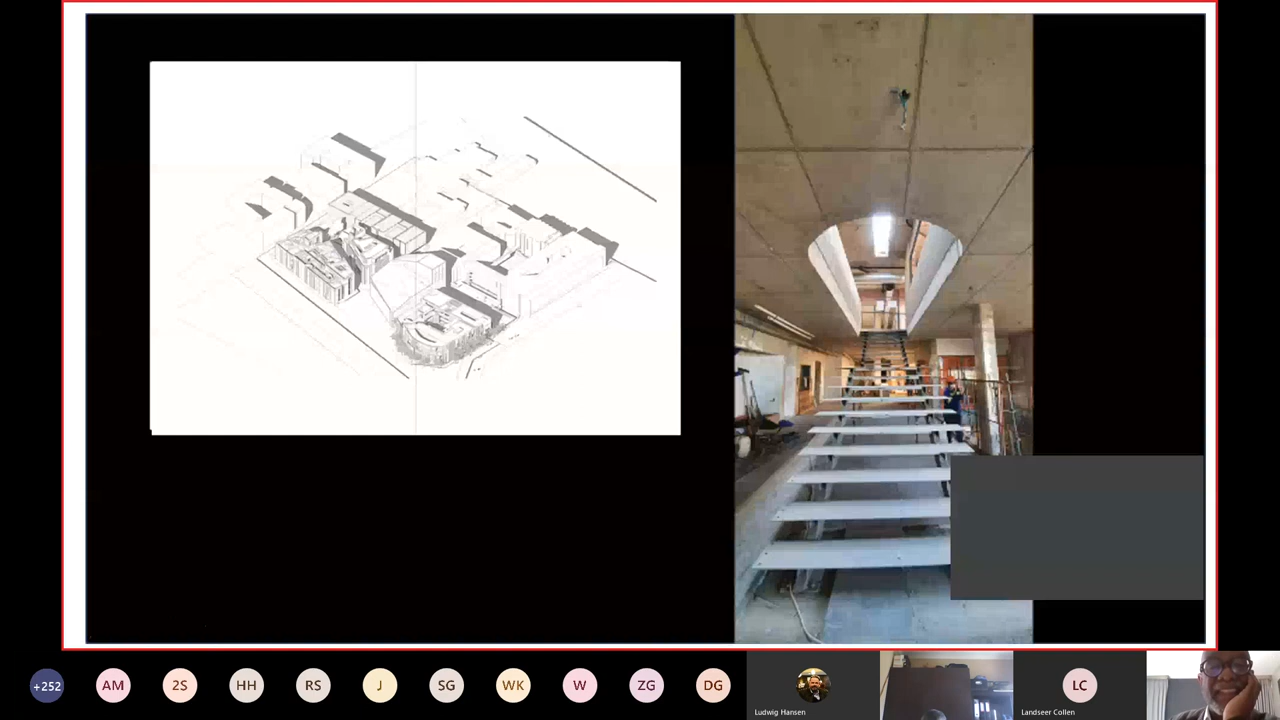 +252
AM
2S
HH
RS
J
SG
WK
W
ZG
DG
Ludwig Hansen
LC
Landseer Collen